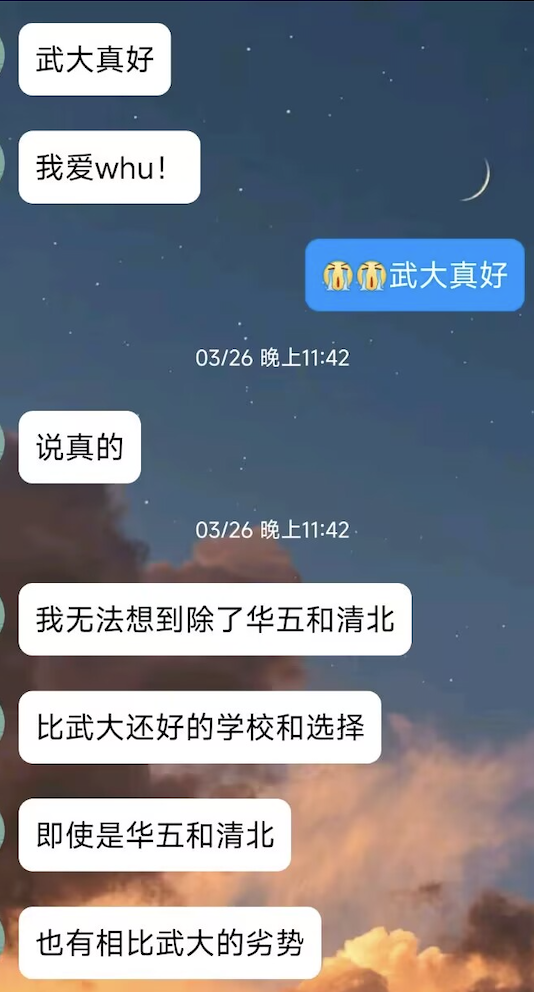 武大真好
我爱whu！
😭😭武大真好
03/26 晚上11:42
说真的
03/26 晚上11:42
我无法想到除了华五和清北
比武大还好的学校和选择
即使是华五和清北
也有相比武大的劣势